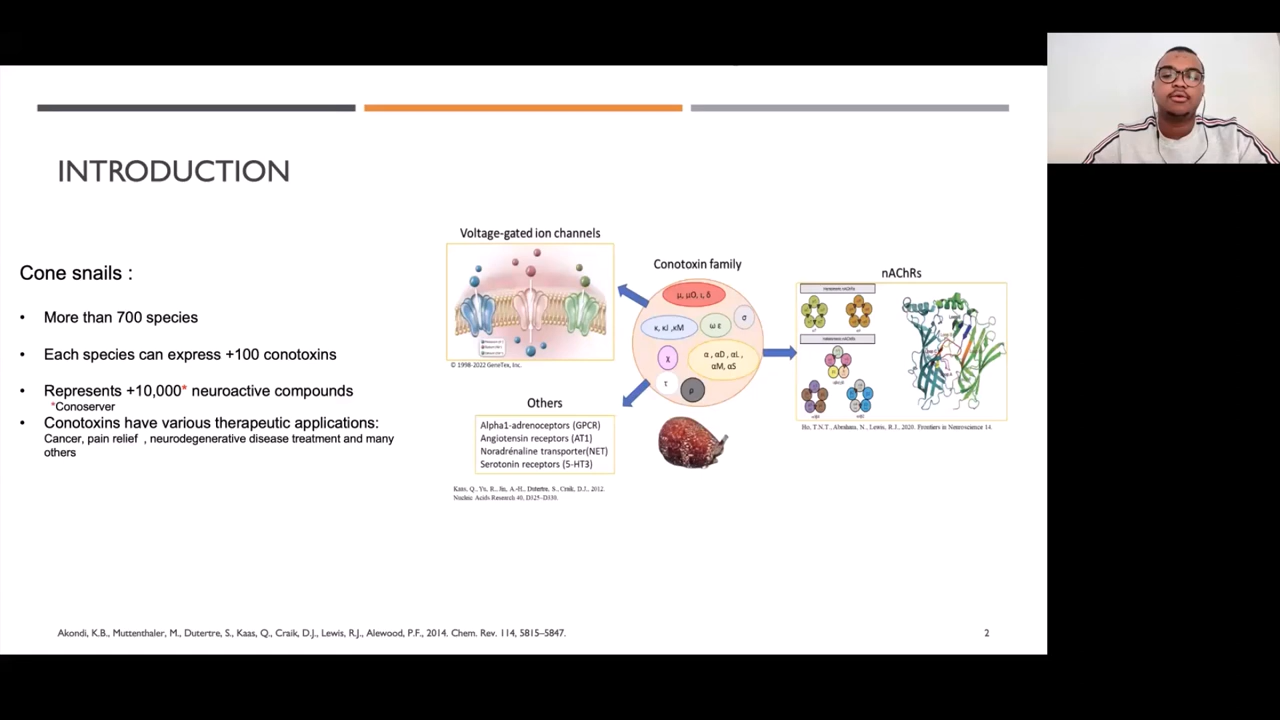 INTRODUCTION
Cone snails :
• More than 700 species
• Each species can express +100 conotoxins
• Represents +10,000* neuroactive compounds
*Conoserver
• Conotoxins have various therapeutic applications:
Cancer, pain relief , neurodegenerative disease treatment and many
others
Voltage-gated ion channels
© 1998-2022 GeneTex, Inc.
Conotoxin family
μ, μO, ι, δ
κ, κJ ,κM
ω ε
σ
χ
α , αD , αL ,
αM, αS
τ
ρ
nAChRs
Ho, T.N.T., Abraham, N., Lewis, R.J., 2020. Frontiers in Neuroscience 14.
Others
Alpha1-adrenoceptors (GPCR)
Angiotensin receptors (AT1)
Noradrénaline transporter(NET)
Serotonin receptors (5-HT3)
Kaas, Q., Yu, R., Jin, A.-H., Dutertre, S., Craik, D.J., 2012.
Nucleic Acids Research 40, D325–D330.
Akondi, K.B., Muttenthaler, M., Dutertre, S., Kaas, Q., Craik, D.J., Lewis, R.J., Alewood, P.F., 2014. Chem. Rev. 114, 5815–5847.
2